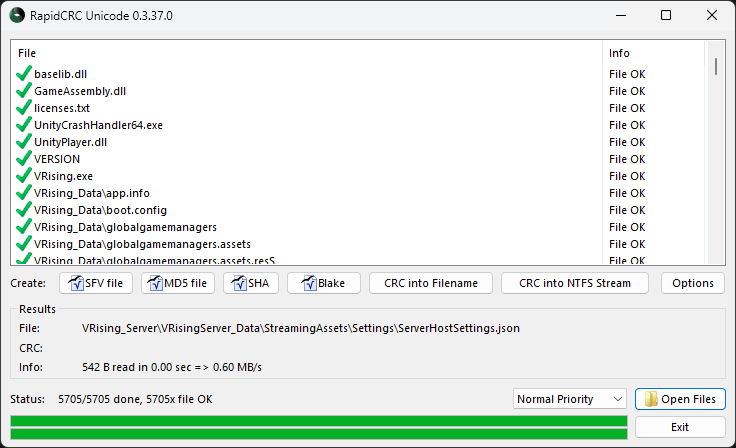 RapidCRC Unicode 0.3.37.0
File Info
baselib.dll File OK
GameAssembly.dll File OK
licenses.txt File OK
UnityCrashHandler64.exe File OK
UnityPlayer.dll File OK
VERSION File OK
VRising.exe File OK
VRising_Data\app.info File OK
VRising_Data\boot.config File OK
VRising_Data\globalgamemanagers File OK
VRising_Data\globalgamemanagers.assets File OK
VRising_Data\globalgamemanagers.assets.resS File OK
Create: SFV file MD5 file SHA Blake CRC into Filename CRC into NTFS Stream Options
Results
File: VRising_Server\VRisingServer_Data\StreamingAssets\Settings\ServerHostSettings.json
CRC:
Info: 542 B read in 0.00 sec => 0.60 MB/s
Status: 5705/5705 done, 5705x file OK Normal Priority Open Files
Exit